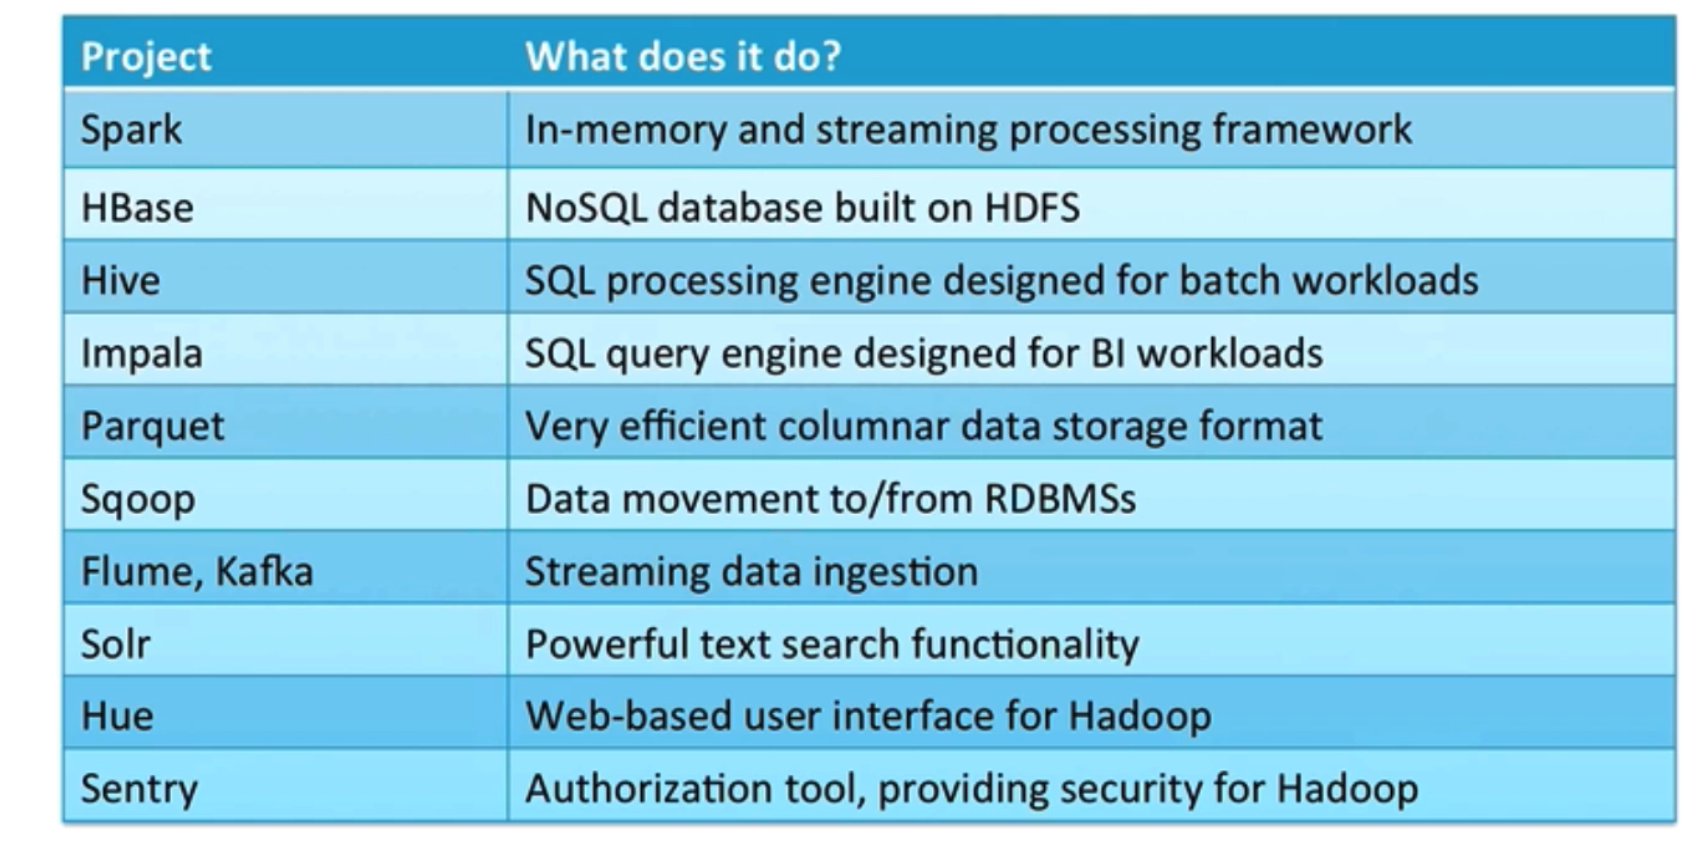 Project What does it do?
Spark In-memory and streaming processing framework
HBase NoSQL database built on HDFS
Hive SQL processing engine designed for batch workloads
Impala SQL query engine designed for BI workloads
Parquet Very efficient columnar data storage format
Sqoop Data movement to/from RDBMSs
Flume, Kafka Streaming data ingestion
Solr Powerful text search functionality
Hue Web-based user interface for Hadoop
Sentry Authorization tool, providing security for Hadoop